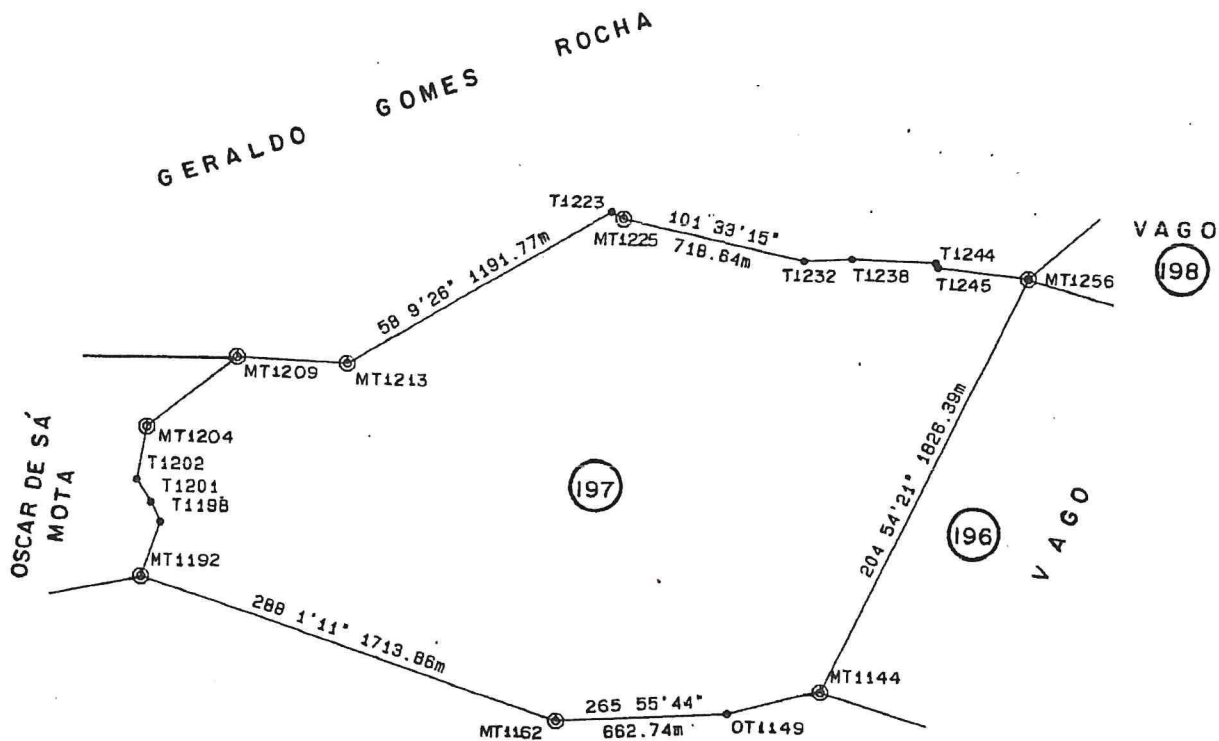 GERALDO GOMES ROCHA
T1223
MT1225
101 33'15"
718.64m
T1232
T1238
T1244
T1245
MT1256
VAGO
198
58 9'26" 1191.77m
MT1209
MT1213
MT1204
T1202
T1201
T1198
MT1192
OSCAR DE SÁ
MOTA
197
204 54'21" 1826.39m
196
VAGO
288 1'11" 1713.86m
MT1144
265 55'44"
662.74m
MT1162
OT1149